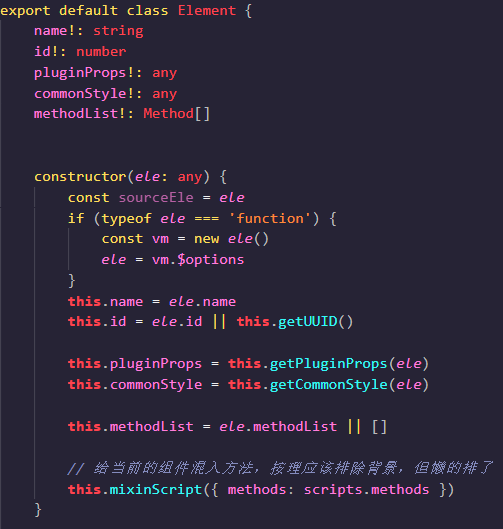 export default class Element {
    name!: string
    id!: number
    pluginProps!: any
    commonStyle!: any
    methodList!: Method[]
    constructor(ele: any) {
        const sourceEle = ele
        if (typeof ele === 'function') {
            const vm = new ele()
            ele = vm.$options
        }
        this.name = ele.name
        this.id = ele.id || this.getUUID()
        this.pluginProps = this.getPluginProps(ele)
        this.commonStyle = this.getCommonStyle(ele)
        this.methodList = ele.methodList || []
        // 给当前的组件混入方法，按理应该排除背景，但懒的排了
        this.mixinScript({ methods: scripts.methods })
    }